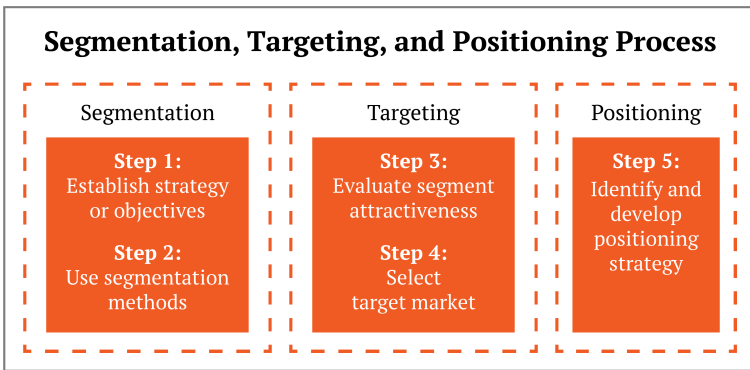 Segmentation, Targeting, and Positioning Process
Segmentation
Step 1:
Establish strategy
or objectives
Step 2:
Use segmentation
methods
Targeting
Step 3:
Evaluate segment
attractiveness
Step 4:
Select
target market
Positioning
Step 5:
Identify and
develop
positioning
strategy